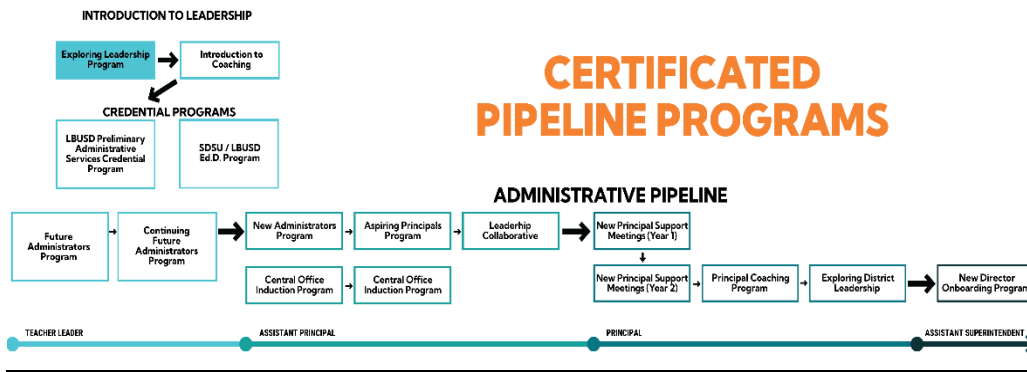 INTRODUCTION TO LEADERSHIP
Exploring Leadership
Program
Introduction to
Coaching
CERTIFICATED
PIPELINE PROGRAMS
CREDENTIAL PROGRAMS
LBUSD Preliminary
Administrative
Services Credential
Program
SDSU / LBUSD
Ed.D. Program
ADMINISTRATIVE PIPELINE
Future
Administrators
Program
Continuing
Future
Administrators
Program
New Administrators
Program
Aspiring Principals
Program
Leaderhip
Collaborative
New Principal Support
Meetings (Year 1)
Central Office
Induction Program
Central Office
Induction Program
New Principal Support
Meetings (Year 2)
Principal Coaching
Program
Exploring District
Leadership
New Director
Onboarding Program
TEACHER LEADER
ASSISTANT PRINCIPAL
PRINCIPAL
ASSISTANT SUPERINTENDENT